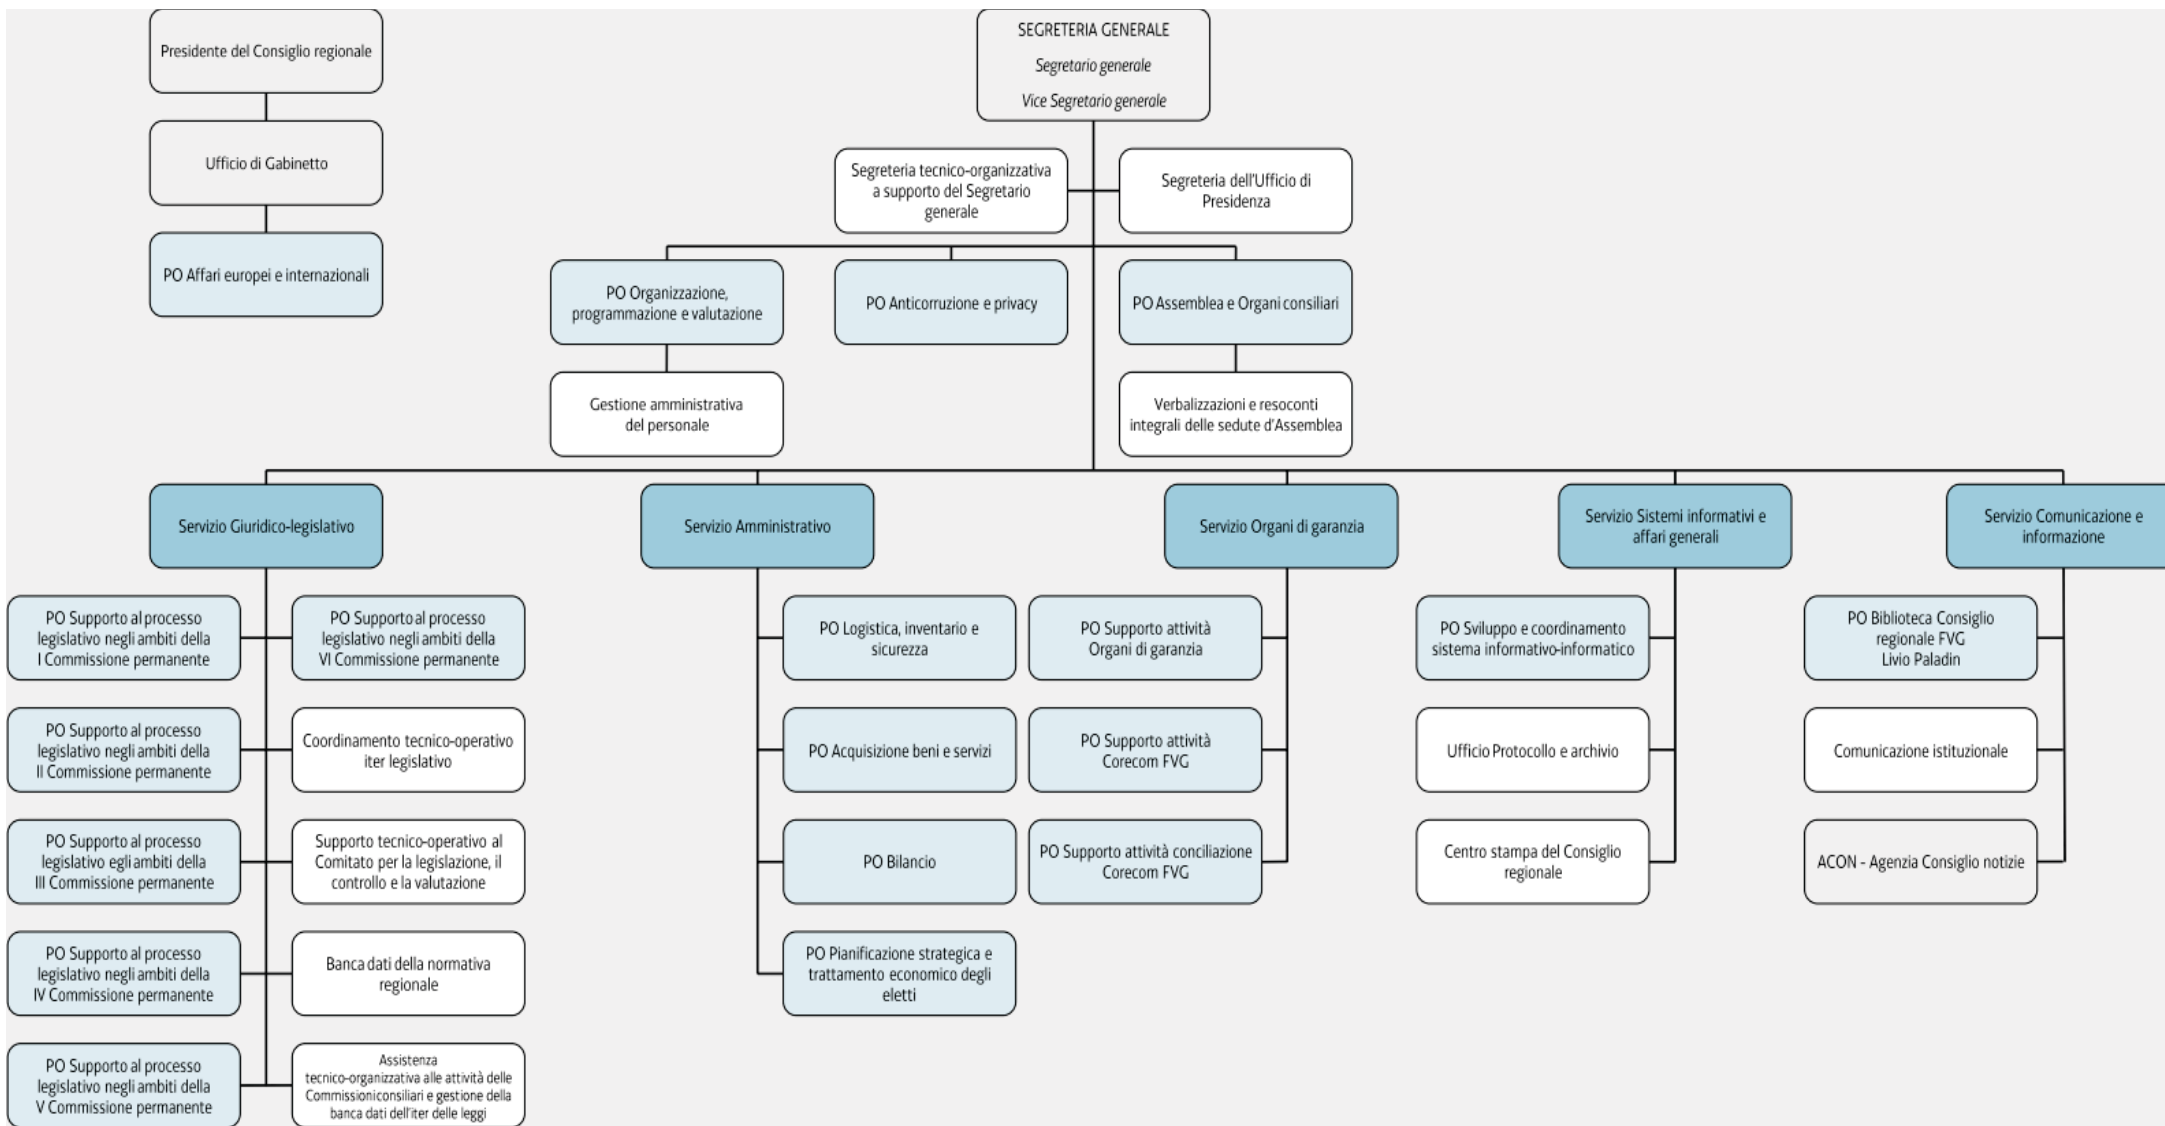 Presidente del Consiglio regionale
Ufficio di Gabinetto
PO Affari europei e internazionali
SEGRETERIA GENERALE
Segretario generale
Vice Segretario generale
Segreteria tecnico-organizzativa
a supporto del Segretario
generale
Segreteria dell'Ufficio di
Presidenza
PO Organizzazione,
programmazione e valutazione
PO Anticorruzione e privacy
PO Assemblea e Organi consiliari
Gestione amministrativa
del personale
Verbalizzazioni e resoconti
integrali delle sedute d'Assemblea
Servizio Giuridico-legislativo
PO Supporto al processo
legislativo negli ambiti della
I Commissione permanente
PO Supporto al processo
legislativo negli ambiti della
VI Commissione permanente
PO Supporto al processo
legislativo negli ambiti della
II Commissione permanente
Coordinamento tecnico-operativo
iter legislativo
PO Supporto al processo
legislativo egli ambiti della
III Commissione permanente
Supporto tecnico-operativo al
Comitato per la legislazione, il
controllo e la valutazione
PO Supporto al processo
legislativo negli ambiti della
IV Commissione permanente
Banca dati della normativa
regionale
PO Supporto al processo
legislativo negli ambiti della
V Commissione permanente
Assistenza
tecnico-organizzativa alle attività delle
Commissioniconsiliari e gestione della
banca dati dell'iter delle leggi
Servizio Amministrativo
PO Logistica, inventario e
sicurezza
PO Acquisizione beni e servizi
PO Bilancio
PO Pianificazione strategica e
trattamento economico degli
eletti
Servizio Organi di garanzia
PO Supporto attività
Organi di garanzia
PO Supporto attività
Corecom FVG
PO Supporto attività conciliazione
Corecom FVG
Servizio Sistemi informativi e
affari generali
PO Sviluppo e coordinamento
sistema informativo-informatico
Ufficio Protocollo e archivio
Centro stampa del Consiglio
regionale
Servizio Comunicazione e
informazione
PO Biblioteca Consiglio
regionale FVG
Livio Paladin
Comunicazione istituzionale
ACON - Agenzia Consiglio notizie